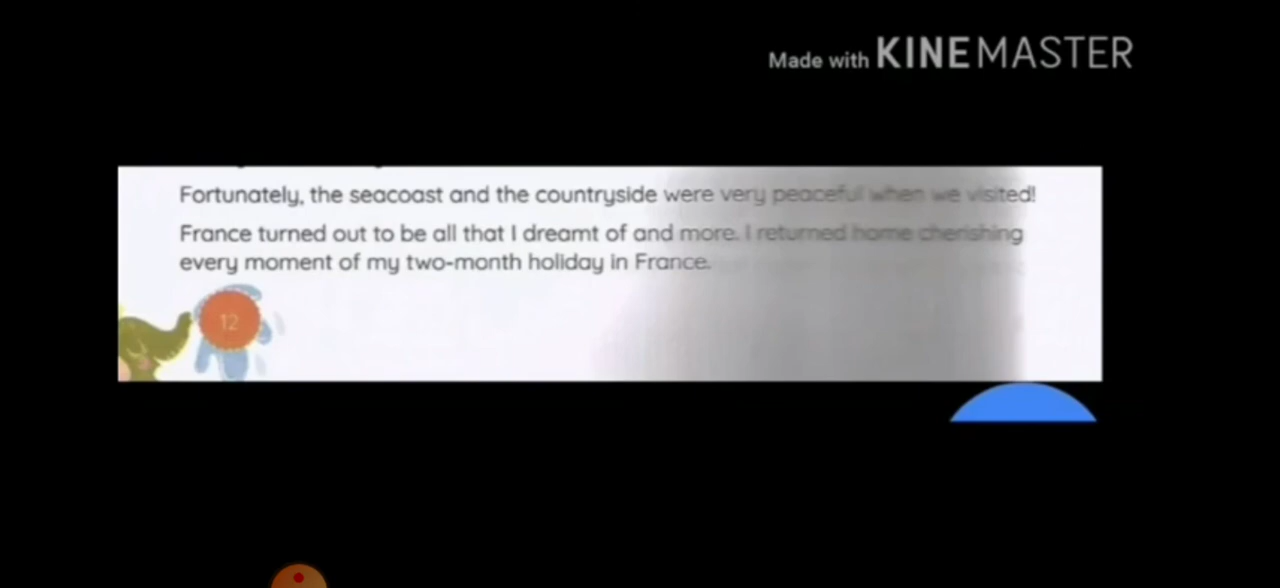 Made with KINEMASTER
Fortunately, the seacoast and the countryside were very peaceful when we visited!
France turned out to be all that I dreamt of and more. I returned home cherishing
every moment of my two-month holiday in France.
12